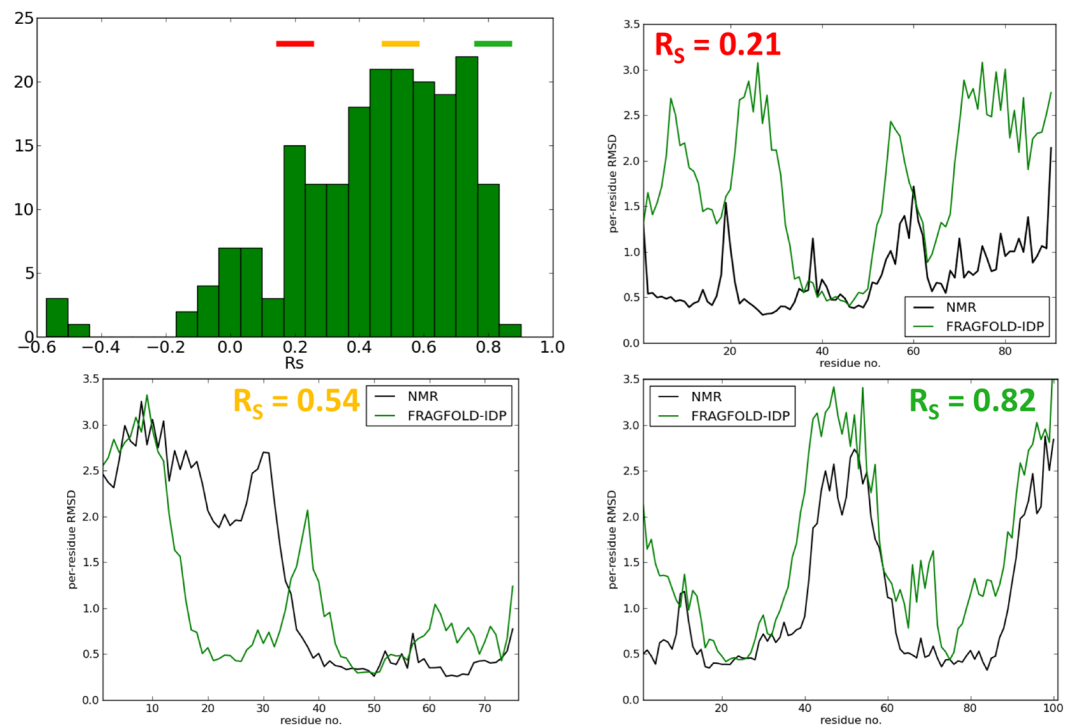 25
20
15
10
5
0
−0.6 −0.4 −0.2 0.0 0.2 0.4 0.6 0.8 1.0
Rs
R_S = 0.21
3.5
3.0
2.5
2.0
1.5
1.0
0.5
0.0
per-residue RMSD
NMR
FRAGFOLD-IDP
20 40 60 80
residue no.
R_S = 0.54
3.5
3.0
2.5
2.0
1.5
1.0
0.5
0.0
per-residue RMSD
NMR
FRAGFOLD-IDP
10 20 30 40 50 60 70
residue no.
R_S = 0.82
3.5
3.0
2.5
2.0
1.5
1.0
0.5
0.0
per-residue RMSD
NMR
FRAGFOLD-IDP
20 40 60 80 100
residue no.